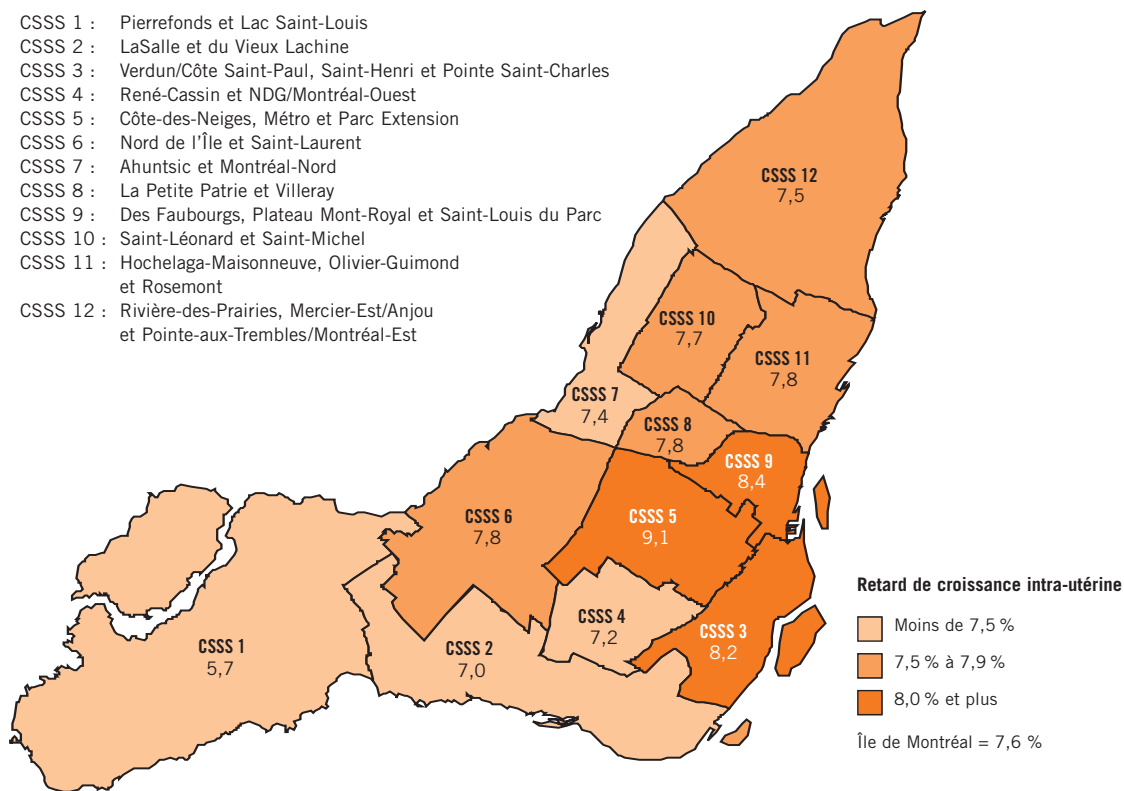 CSSS 1 : Pierrefonds et Lac Saint-Louis
CSSS 2 : LaSalle et du Vieux Lachine
CSSS 3 : Verdun/Côte Saint-Paul, Saint-Henri et Pointe Saint-Charles
CSSS 4 : René-Cassin et NDG/Montréal-Ouest
CSSS 5 : Côte-des-Neiges, Métro et Parc Extension
CSSS 6 : Nord de l'Île et Saint-Laurent
CSSS 7 : Ahuntsic et Montréal-Nord
CSSS 8 : La Petite Patrie et Villeray
CSSS 9 : Des Faubourgs, Plateau Mont-Royal et Saint-Louis du Parc
CSSS 10 : Saint-Léonard et Saint-Michel
CSSS 11 : Hochelaga-Maisonneuve, Olivier-Guimond
et Rosemont
CSSS 12 : Rivière-des-Prairies, Mercier-Est/Anjou
et Pointe-aux-Trembles/Montréal-Est
CSSS 12
7,5
CSSS 10
7,7
CSSS 11
7,8
CSSS 7
7,4
CSSS 8
7,8
CSSS 9
8,4
CSSS 6
7,8
CSSS 5
9,1
CSSS 4
7,2
CSSS 3
8,2
CSSS 1
5,7
CSSS 2
7,0
Retard de croissance intra-utérine
Moins de 7,5 %
7,5 % à 7,9 %
8,0 % et plus
Île de Montréal = 7,6 %